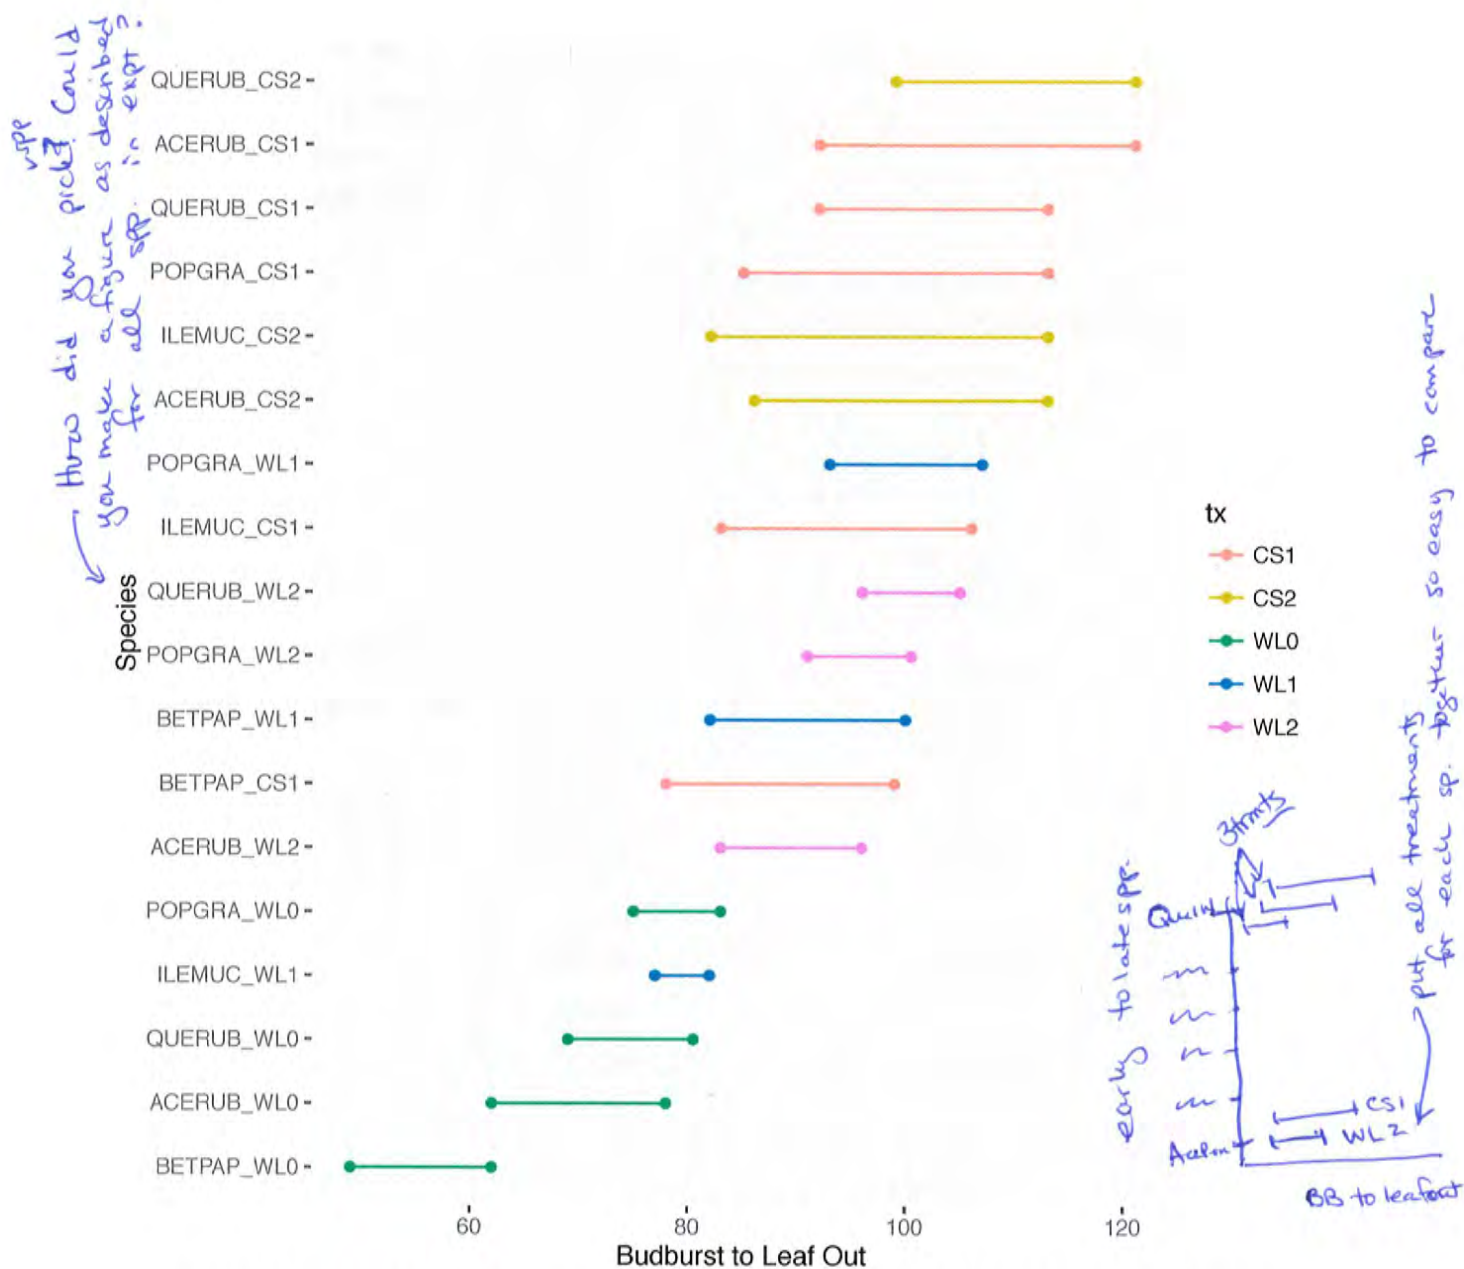 How did you pick? Could
spp
you make a figure as described
for all spp. in expt?
QUERUB_CS2
ACERUB_CS1
QUERUB_CS1
POPGRA_CS1
ILEMUC_CS2
ACERUB_CS2
POPGRA_WL1
ILEMUC_CS1
QUERUB_WL2
POPGRA_WL2
BETPAP_WL1
BETPAP_CS1
ACERUB_WL2
POPGRA_WL0
ILEMUC_WL1
QUERUB_WL0
ACERUB_WL0
BETPAP_WL0
Species
60 80 100 120
Budburst to Leaf Out
tx
CS1
CS2
WL0
WL1
WL2
put all treatments
for each sp. together so easy to compare
early to late spp.
3 trmts
CS1
WL2
BB to leafout